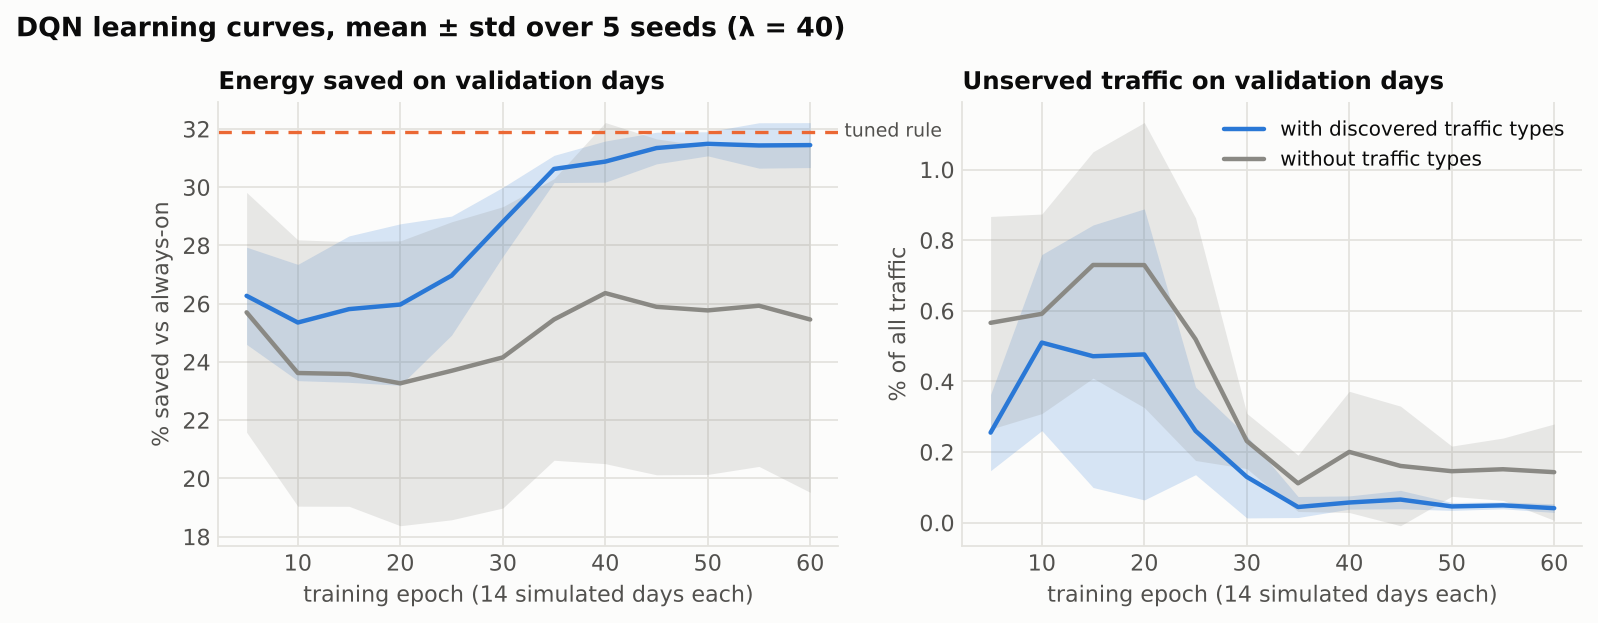 DQN learning curves, mean ± std over 5 seeds (λ = 40)
Energy saved on validation days
% saved vs always-on
32
30
28
26
24
22
20
18
10 20 30 40 50 60
training epoch (14 simulated days each)
tuned rule
Unserved traffic on validation days
with discovered traffic types
without traffic types
% of all traffic
1.0
0.8
0.6
0.4
0.2
0.0
10 20 30 40 50 60
training epoch (14 simulated days each)